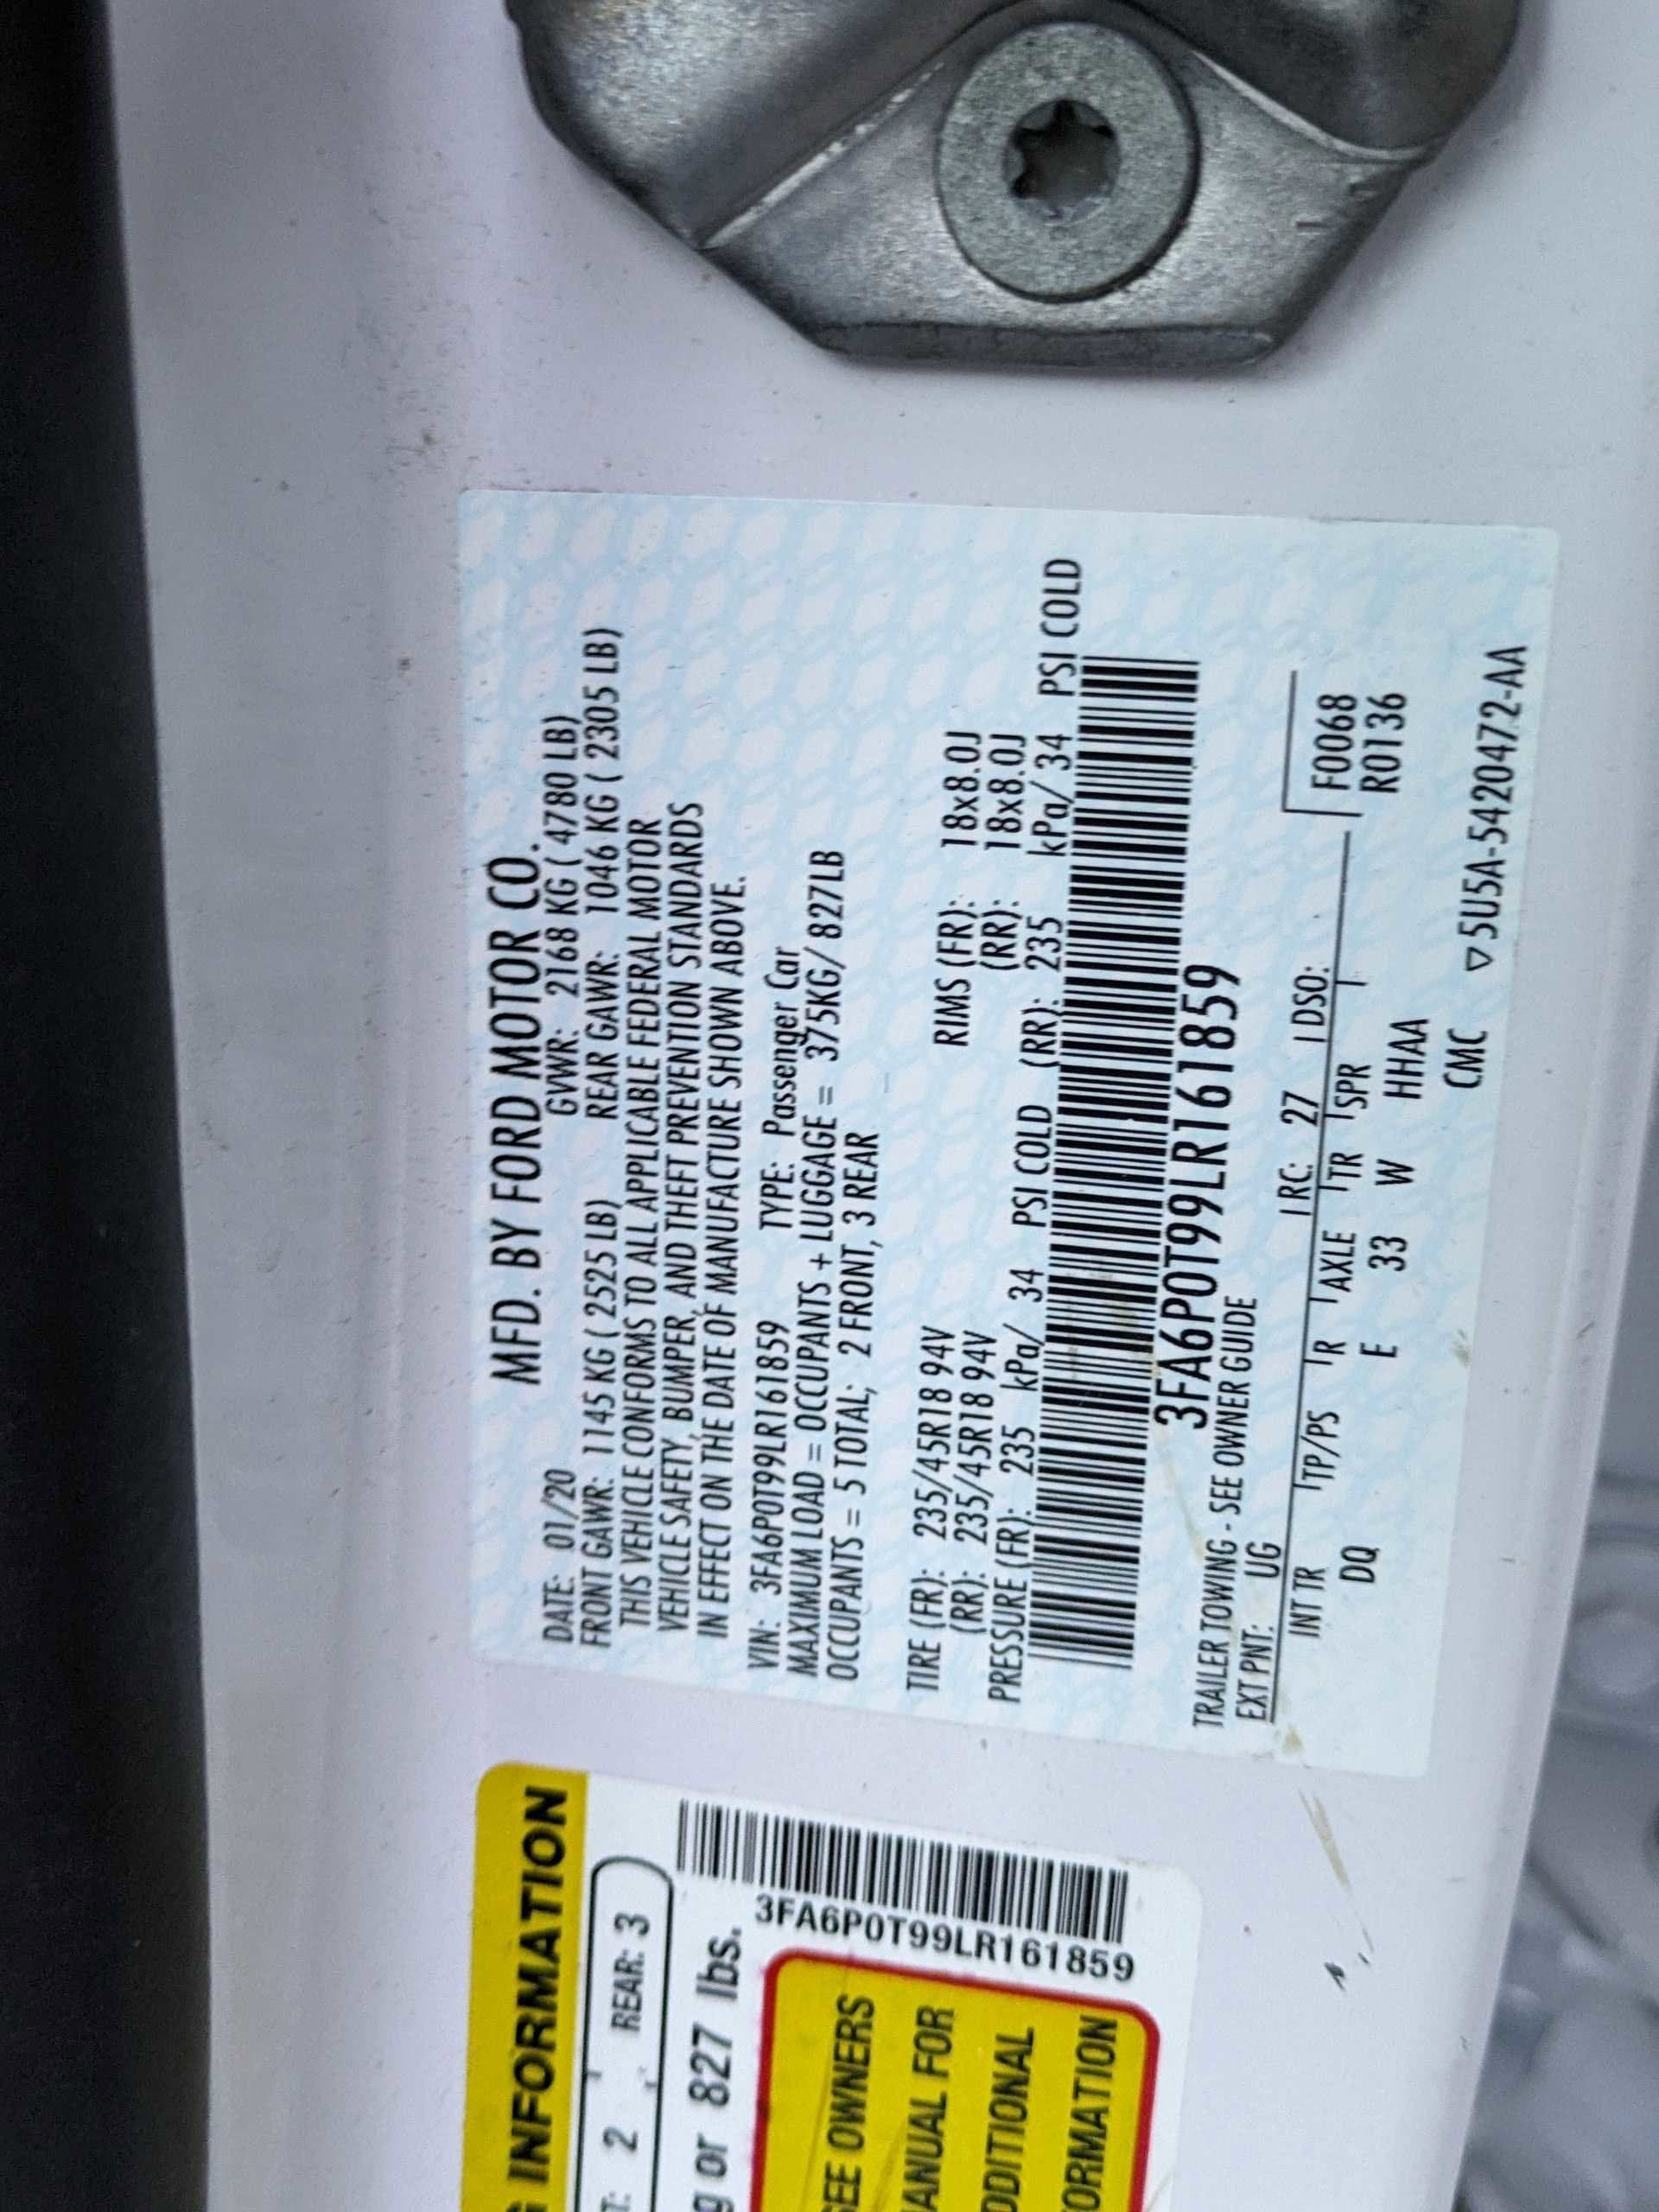 MFD. BY FORD MOTOR CO.
DATE: 01/20 GVWR: 2168 KG ( 4780 LB)
FRONT GAWR: 1145 KG ( 2525 LB) REAR GAWR: 1046 KG ( 2305 LB)
THIS VEHICLE CONFORMS TO ALL APPLICABLE FEDERAL MOTOR
VEHICLE SAFETY, BUMPER, AND THEFT PREVENTION STANDARDS
IN EFFECT ON THE DATE OF MANUFACTURE SHOWN ABOVE.
VIN: 3FA6P0T99LR161859 TYPE: Passenger Car
MAXIMUM LOAD = OCCUPANTS + LUGGAGE = 375KG/ 827LB
OCCUPANTS = 5 TOTAL; 2 FRONT, 3 REAR
TIRE (FR): 235/45R18 94V RIMS (FR): 18x8.0J
(RR): 235/45R18 94V (RR): 18x8.0J
PRESSURE (FR): 235 kPa/ 34 PSI COLD (RR): 235 kPa/ 34 PSI COLD
3FA6P0T99LR161859
TRAILER TOWING - SEE OWNER GUIDE
EXT PNT: UG RC: 27 DSO:
INT TR TP/PS R AXLE TR SPR F0068
DQ E 33 W R0136
HHAA
CMC ▽ 5U5A-5420472-AA
INFORMATION
2 REAR: 3
or 827 lbs.
3FA6P0T99LR161859
SEE OWNERS
MANUAL FOR
ADDITIONAL
INFORMATION